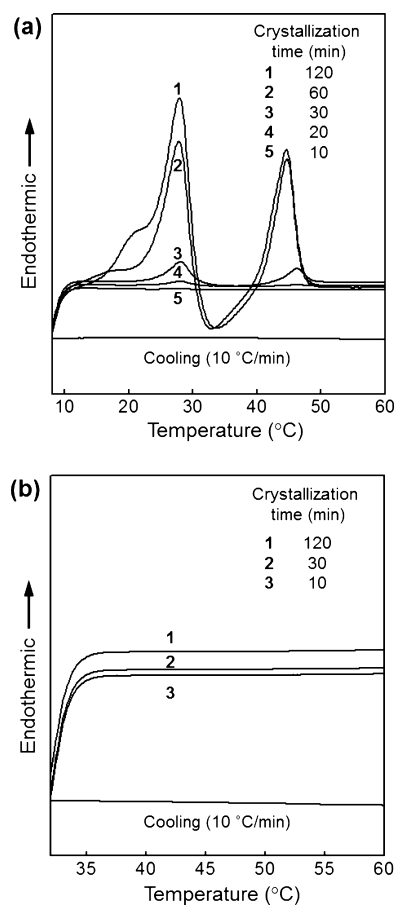 (a)
Crystallization
time (min)
1 120
2 60
3 30
4 20
5 10
1
2
3
4
5
Endothermic
Cooling (10 °C/min)
10 20 30 40 50 60
Temperature (°C)
(b)
Crystallization
time (min)
1 120
2 30
3 10
1
2
3
Endothermic
Cooling (10 °C/min)
35 40 45 50 55 60
Temperature (°C)